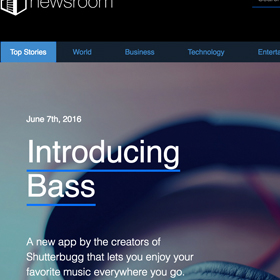 newsroom
Top Stories
World
Business
Technology
June 7th, 2016
Introducing
Bass
A new app by the creators of
Shutterbugg that lets you enjoy your
favorite music everywhere you go.